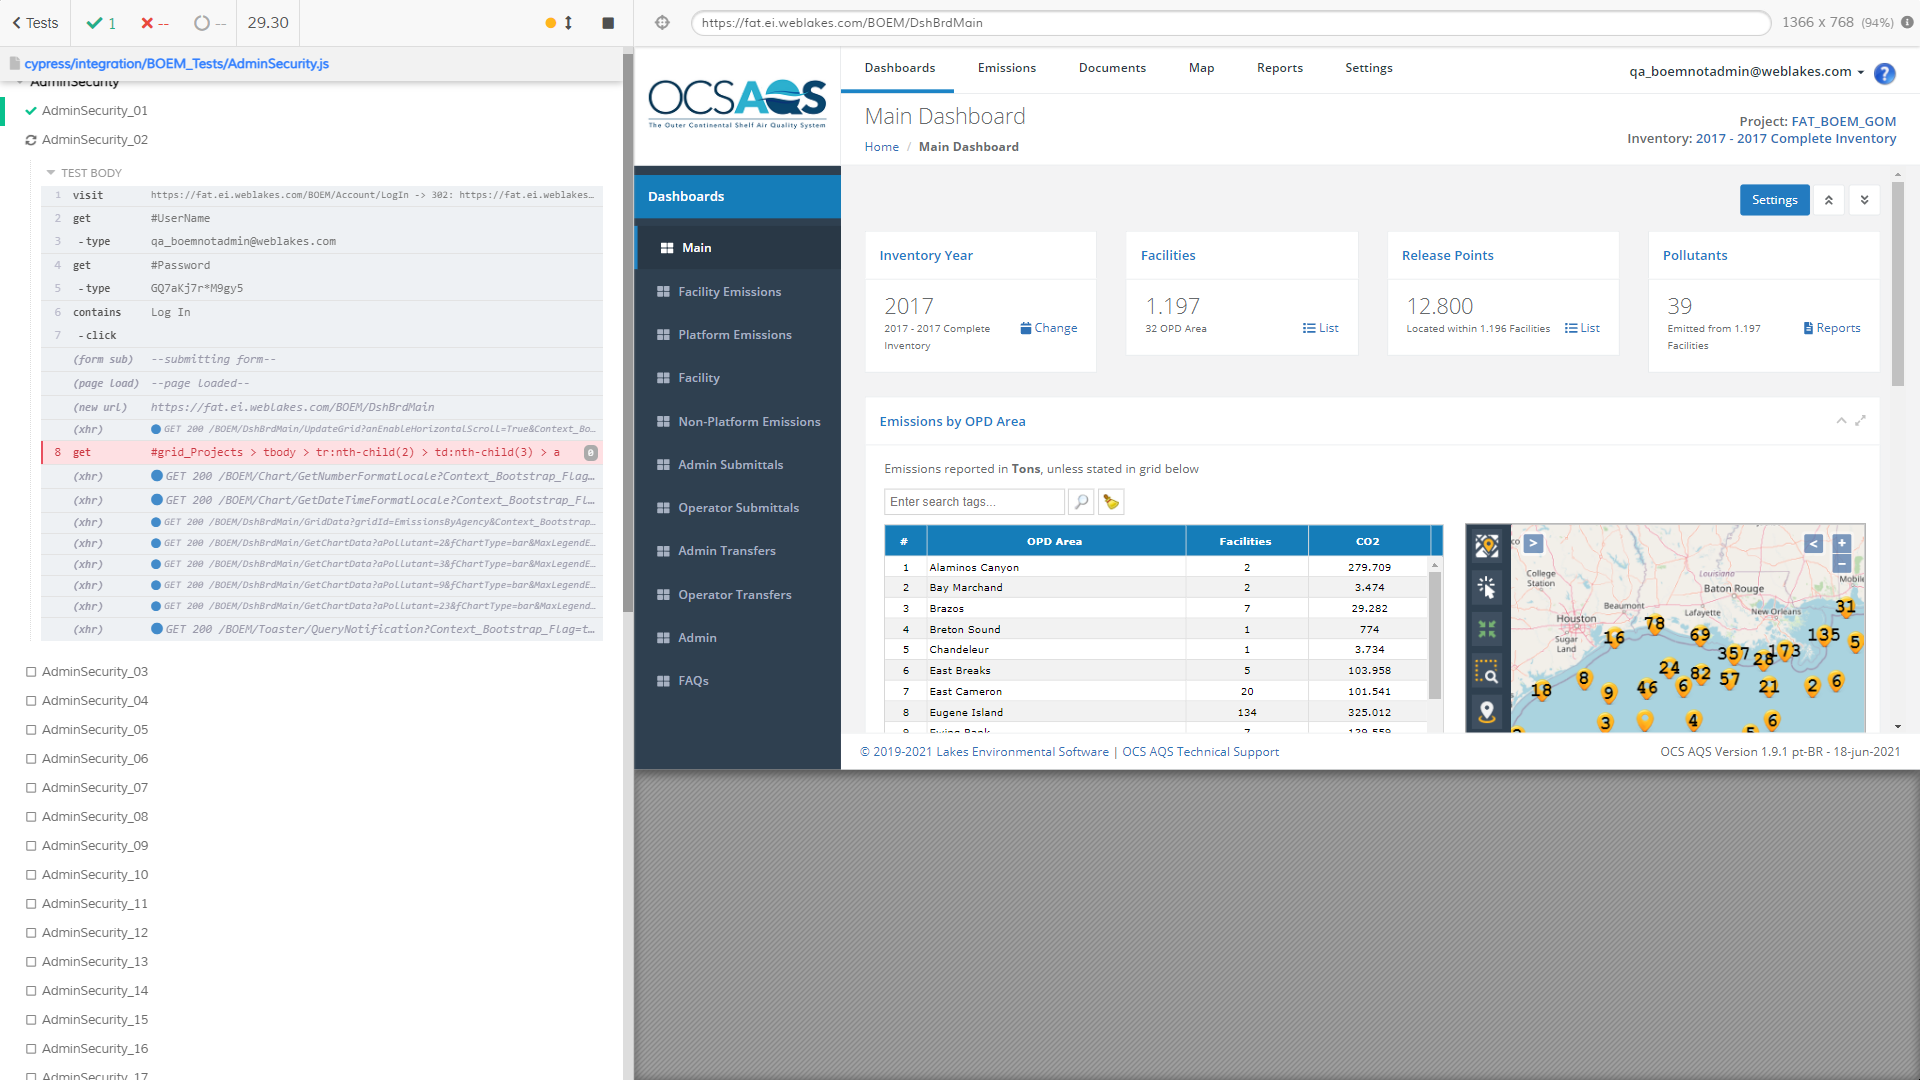 Tests
1
--
--
29.30
https://fat.ei.weblakes.com/BOEM/DshBrdMain
1366 x 768 (94%)
cypress/integration/BOEM_Tests/AdminSecurity.js
AdminSecurity
AdminSecurity_01
AdminSecurity_02
TEST BODY
1 visit https://fat.ei.weblakes.com/BOEM/Account/LogIn -> 302: https://fat.ei.weblakes...
2 get #UserName
3 -type qa_boemnotadmin@weblakes.com
4 get #Password
5 -type GQ7aKj7r*M9gy5
6 contains Log In
7 -click
(form sub) --submitting form--
(page load) --page loaded--
(new url) https://fat.ei.weblakes.com/BOEM/DshBrdMain
(xhr) GET 200 /BOEM/DshBrdMain/UpdateGrid?anEnableHorizontalScroll=True&Context_Bo...
8 get #grid_Projects > tbody > tr:nth-child(2) > td:nth-child(3) > a 0
(xhr) GET 200 /BOEM/Chart/GetNumberFormatLocale?Context_Bootstrap_Flag...
(xhr) GET 200 /BOEM/Chart/GetDateTimeFormatLocale?Context_Bootstrap_Fl...
(xhr) GET 200 /BOEM/DshBrdMain/GridData?gridId=EmissionsByAgency&Context_Bootstrap...
(xhr) GET 200 /BOEM/DshBrdMain/GetChartData?aPollutant=2&fChartType=bar&MaxLegendE...
(xhr) GET 200 /BOEM/DshBrdMain/GetChartData?aPollutant=3&fChartType=bar&MaxLegendE...
(xhr) GET 200 /BOEM/DshBrdMain/GetChartData?aPollutant=9&fChartType=bar&MaxLegendE...
(xhr) GET 200 /BOEM/DshBrdMain/GetChartData?aPollutant=23&fChartType=bar&MaxLegend...
(xhr) GET 200 /BOEM/Toaster/QueryNotification?Context_Bootstrap_Flag=t...
AdminSecurity_03
AdminSecurity_04
AdminSecurity_05
AdminSecurity_06
AdminSecurity_07
AdminSecurity_08
AdminSecurity_09
AdminSecurity_10
AdminSecurity_11
AdminSecurity_12
AdminSecurity_13
AdminSecurity_14
AdminSecurity_15
AdminSecurity_16
AdminSecurity_17
OCSAQS
The Outer Continental Shelf Air Quality System
Dashboards Emissions Documents Map Reports Settings
qa_boemnotadmin@weblakes.com
?
Main Dashboard
Home / Main Dashboard
Project: FAT_BOEM_GOM
Inventory: 2017 - 2017 Complete Inventory
Dashboards
Main
Facility Emissions
Platform Emissions
Facility
Non-Platform Emissions
Admin Submittals
Operator Submittals
Admin Transfers
Operator Transfers
Admin
FAQs
Settings
Inventory Year
2017
2017 - 2017 Complete
Inventory
Change
Facilities
1.197
32 OPD Area
List
Release Points
12.800
Located within 1.196 Facilities
List
Pollutants
39
Emitted from 1.197
Facilities
Reports
Emissions by OPD Area
Emissions reported in Tons, unless stated in grid below
Enter search tags...
# OPD Area Facilities CO2
1 Alaminos Canyon 2 279.709
2 Bay Marchand 2 3.474
3 Brazos 7 29.282
4 Breton Sound 1 774
5 Chandeleur 1 3.734
6 East Breaks 5 103.958
7 East Cameron 20 101.541
8 Eugene Island 134 325.012
9 Ewing Bank 7 129.559
> < +
−
College
Station
Louisiana
Baton Rouge
Mobile
Beaumont
Lafayette
New Orleans
31
Houston
Sugar
Land
16
78
69
135
5
357
28
173
24
82
57
8
18
9
46
6
21
2
6
3
4
6
5
© 2019-2021 Lakes Environmental Software | OCS AQS Technical Support
OCS AQS Version 1.9.1 pt-BR - 18-jun-2021